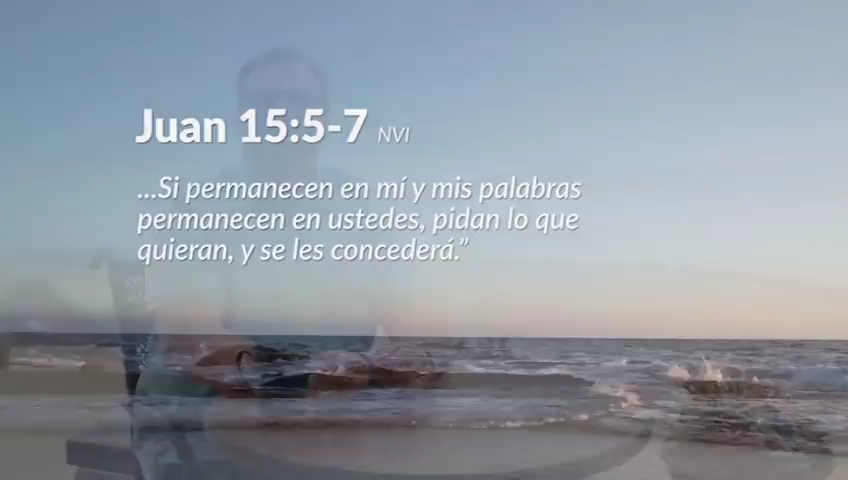 Juan 15:5-7 NVI
...Si permanecen en mí y mis palabras
permanecen en ustedes, pidan lo que
quieran, y se les concederá.”